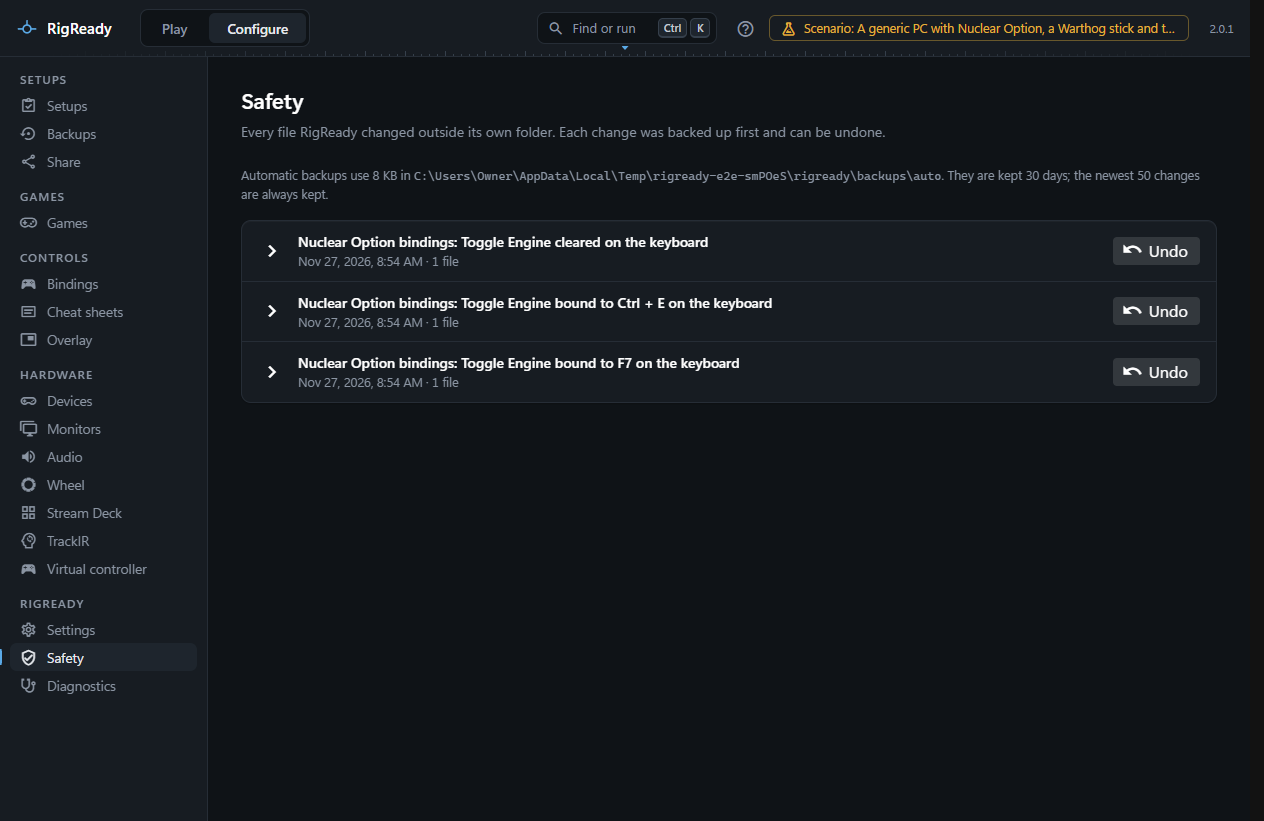 RigReady
Play
Configure
Find or run
Ctrl
K
Scenario: A generic PC with Nuclear Option, a Warthog stick and t...
2.0.1
SETUPS
Setups
Backups
Share
GAMES
Games
CONTROLS
Bindings
Cheat sheets
Overlay
HARDWARE
Devices
Monitors
Audio
Wheel
Stream Deck
TrackIR
Virtual controller
RIGREADY
Settings
Safety
Diagnostics
Safety
Every file RigReady changed outside its own folder. Each change was backed up first and can be undone.
Automatic backups use 8 KB in C:\Users\Owner\AppData\Local\Temp\rigready-e2e-smPOeS\rigready\backups\auto. They are kept 30 days; the newest 50 changes
are always kept.
Nuclear Option bindings: Toggle Engine cleared on the keyboard
Nov 27, 2026, 8:54 AM · 1 file
Undo
Nuclear Option bindings: Toggle Engine bound to Ctrl + E on the keyboard
Nov 27, 2026, 8:54 AM · 1 file
Undo
Nuclear Option bindings: Toggle Engine bound to F7 on the keyboard
Nov 27, 2026, 8:54 AM · 1 file
Undo